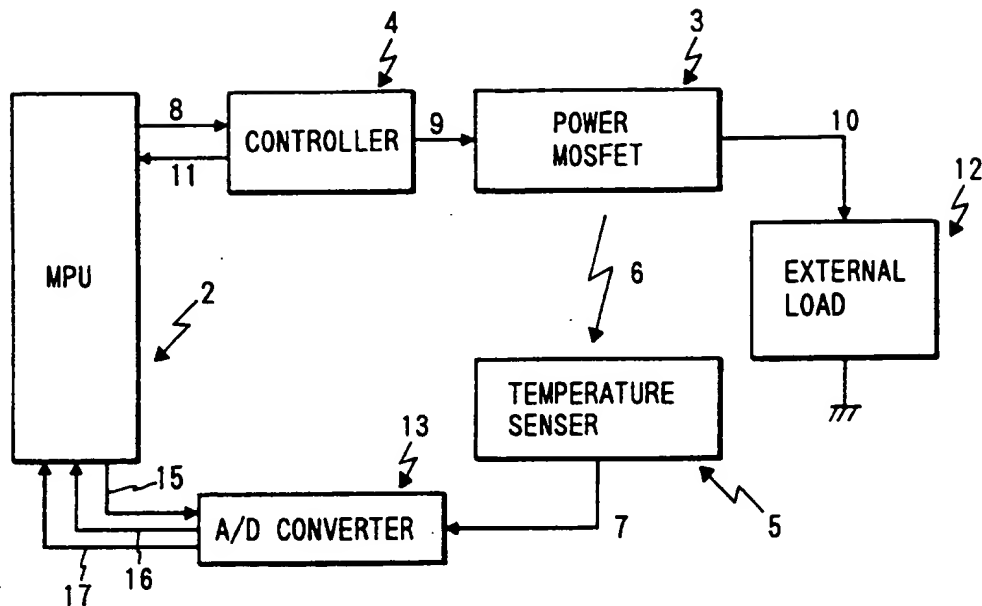 4
3
8
CONTROLLER
9
POWER
MOSFET
10
11
12
MPU
2
6
EXTERNAL
LOAD
TEMPERATURE
SENSER
13
15
A/D CONVERTER
7
5
16
17